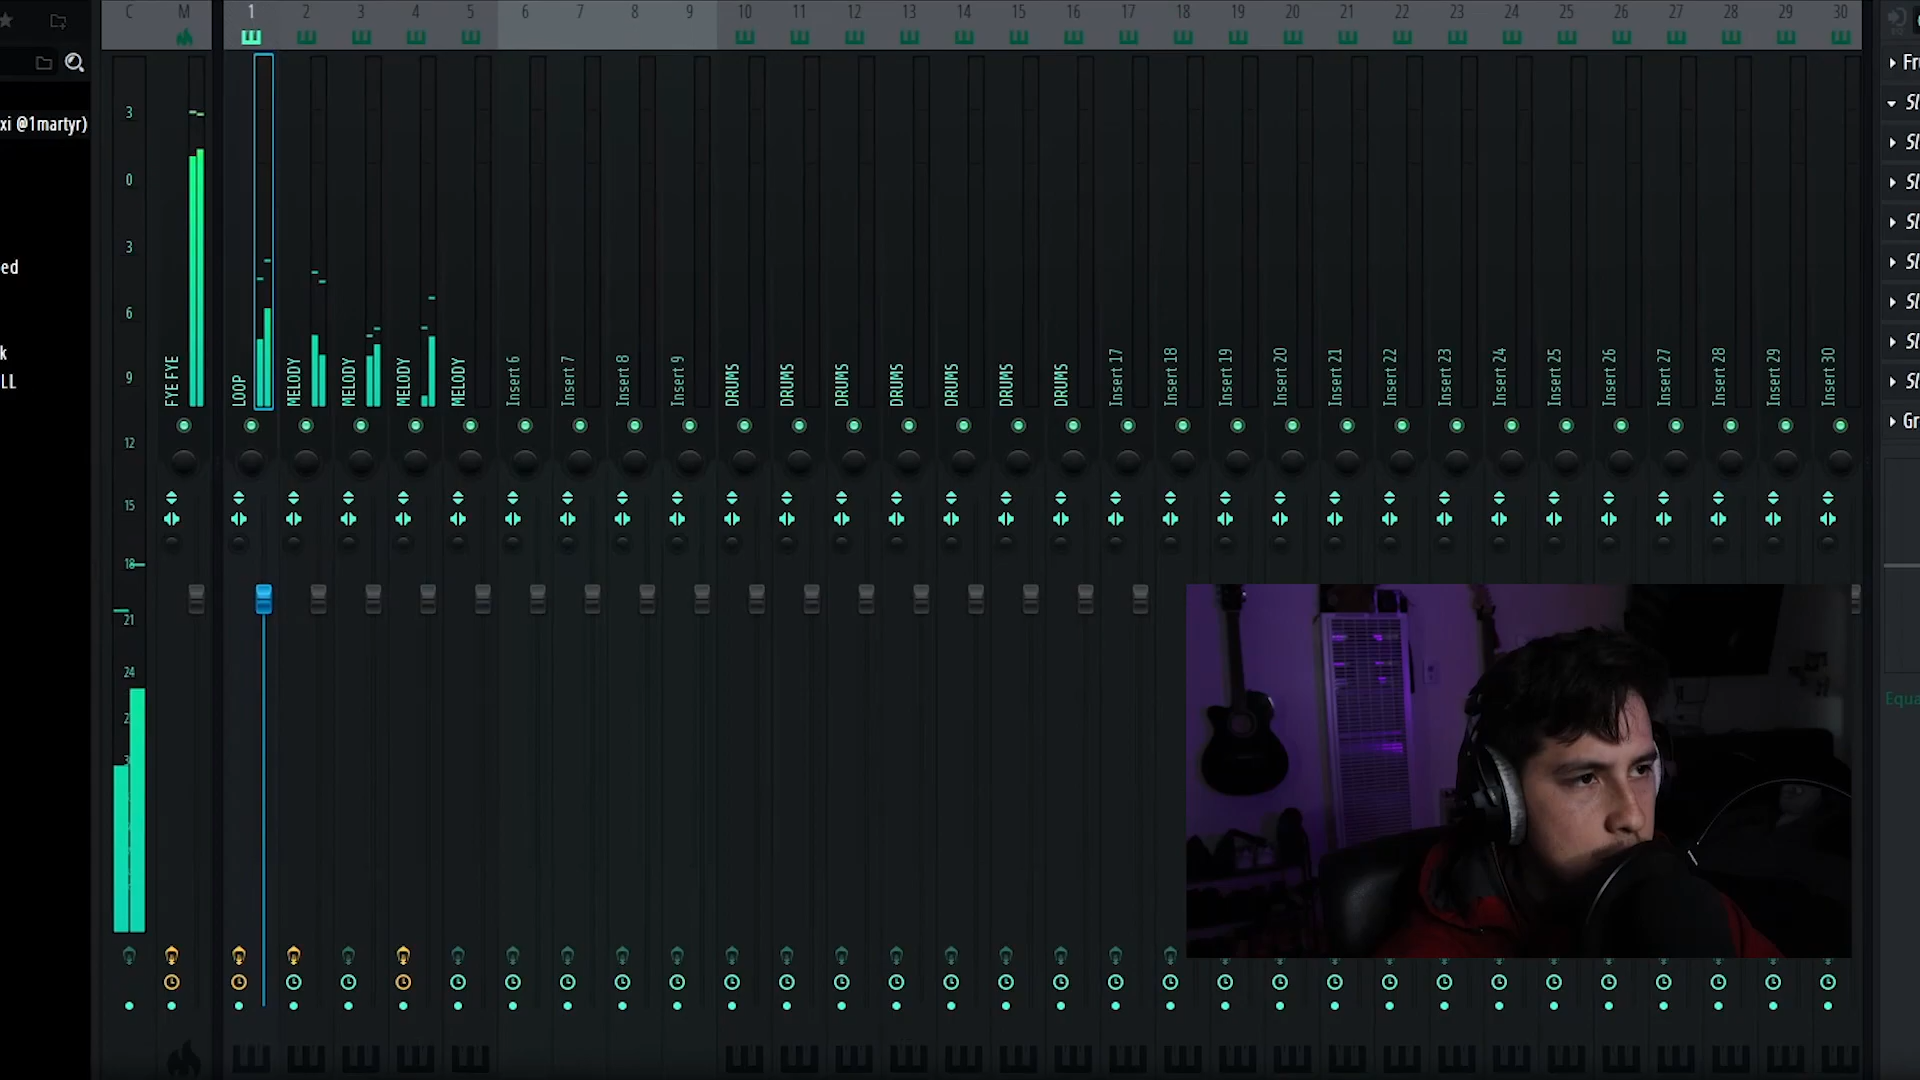 C M 1 2 3 4 5 6 7 8 9 10 11 12 13 14 15 16 17 18 19 20 21 22 23 24 25 26 27 28 29 30
xi @1martyr)
ed
k
LL
3
0
3
6
9
12
15
18
21
24
FYE FYE
LOOP
MELODY
MELODY
MELODY
MELODY
Insert 6
Insert 7
Insert 8
Insert 9
DRUMS
DRUMS
DRUMS
DRUMS
DRUMS
DRUMS
DRUMS
Insert 17
Insert 18
Insert 19
Insert 20
Insert 21
Insert 22
Insert 23
Insert 24
Insert 25
Insert 26
Insert 27
Insert 28
Insert 29
Insert 30
Fru
Sl
Sl
Sl
Sl
Sl
Sl
Sl
Sl
Gr
Equa